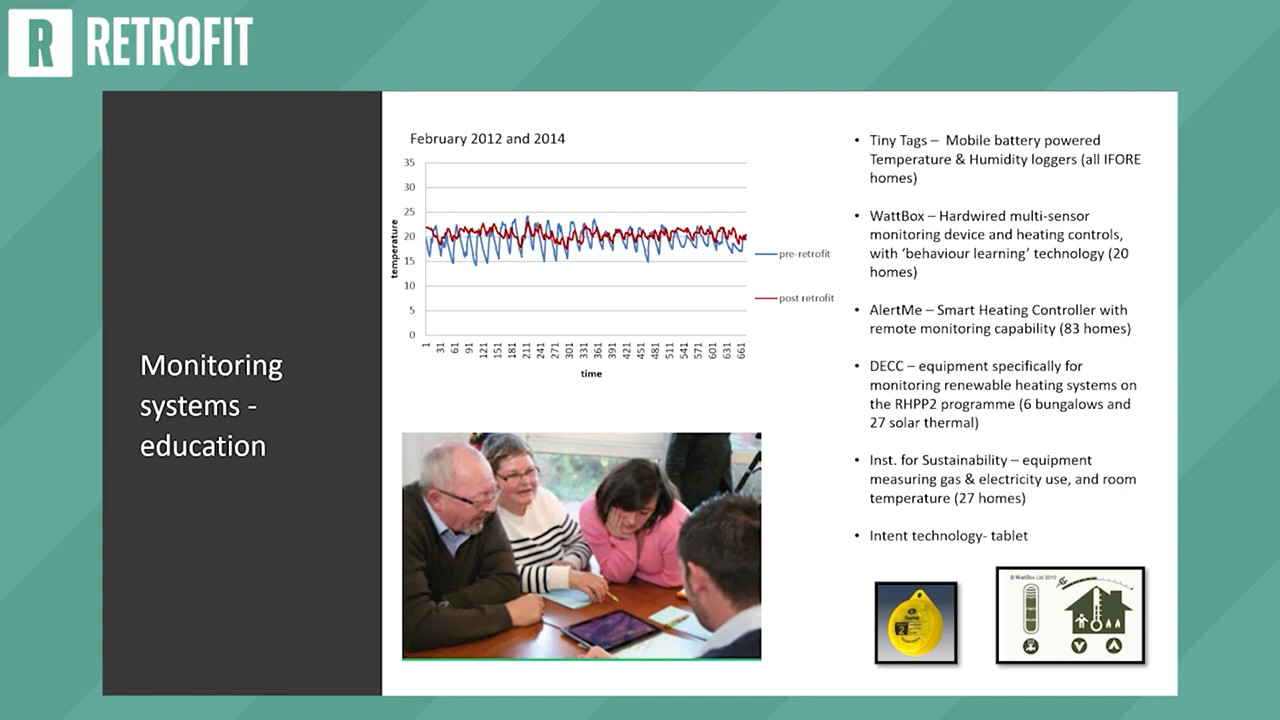 R RETROFIT
Monitoring
systems -
education
February 2012 and 2014
35
30
25
20
15
10
5
0
temperature
1 31 61 91 121 151 181 211 241 271 301 331 361 391 421 451 481 511 541 571 601 631 661
time
pre-retrofit
post retrofit
• Tiny Tags – Mobile battery powered
Temperature & Humidity loggers (all IFORE
homes)
• WattBox – Hardwired multi-sensor
monitoring device and heating controls,
with ‘behaviour learning’ technology (20
homes)
• AlertMe – Smart Heating Controller with
remote monitoring capability (83 homes)
• DECC – equipment specifically for
monitoring renewable heating systems on
the RHPP2 programme (6 bungalows and
27 solar thermal)
• Inst. for Sustainability – equipment
measuring gas & electricity use, and room
temperature (27 homes)
• Intent technology- tablet
2
© WattBox Ltd 2010